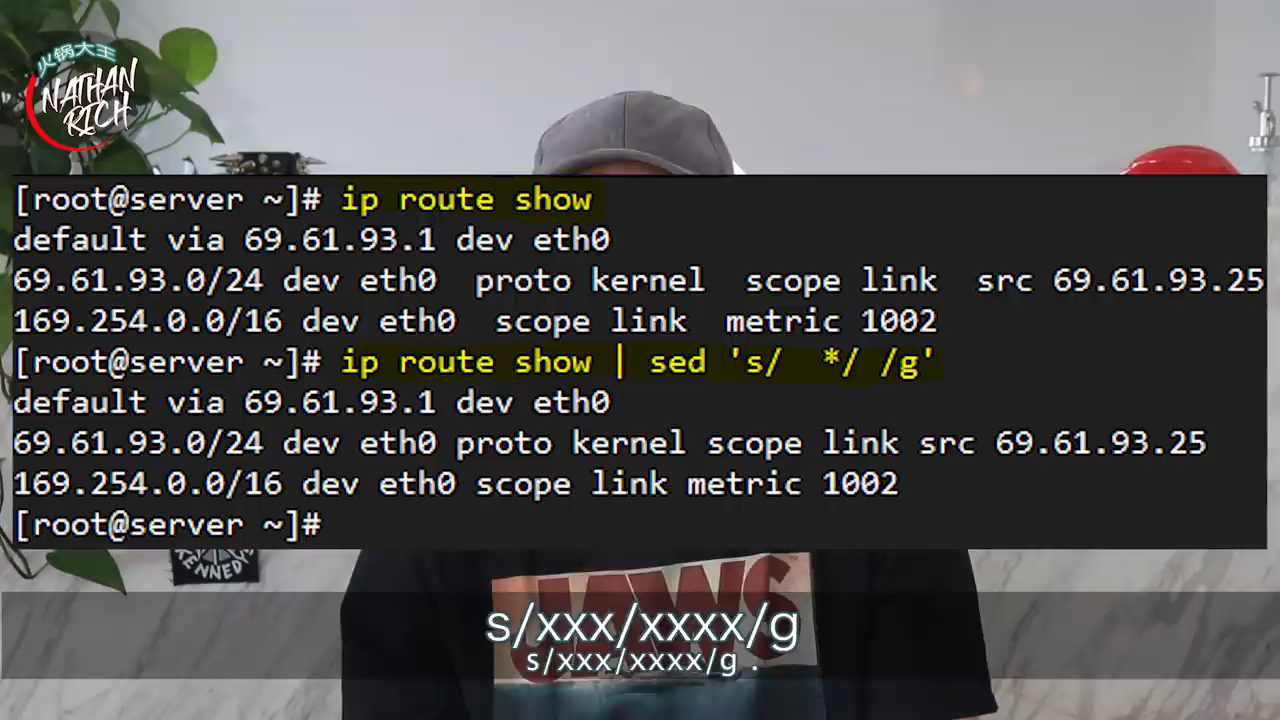 火锅大王
NATHAN
RICH
[root@server ~]# ip route show
default via 69.61.93.1 dev eth0
69.61.93.0/24 dev eth0  proto kernel  scope link  src 69.61.93.25
169.254.0.0/16 dev eth0  scope link  metric 1002
[root@server ~]# ip route show | sed 's/  */ /g'
default via 69.61.93.1 dev eth0
69.61.93.0/24 dev eth0 proto kernel scope link src 69.61.93.25
169.254.0.0/16 dev eth0 scope link metric 1002
[root@server ~]#
KENNEDY
JAWS
s/xxx/xxxx/g
s/xxx/xxxx/g .